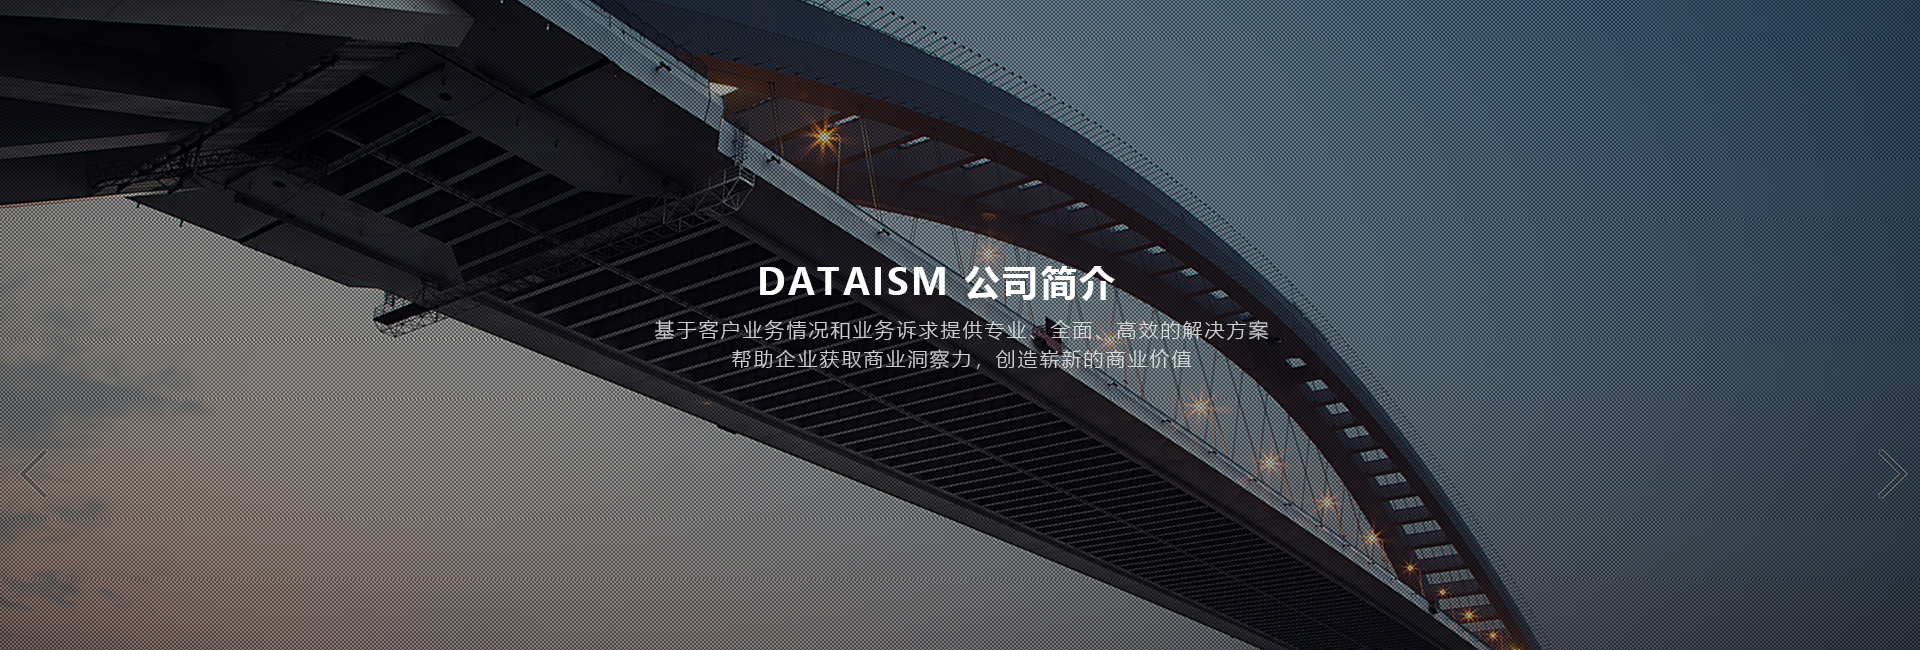 DATAISM 公司简介
基于客户业务情况和业务诉求提供专业、全面、高效的解决方案
帮助企业获取商业洞察力，创造崭新的商业价值